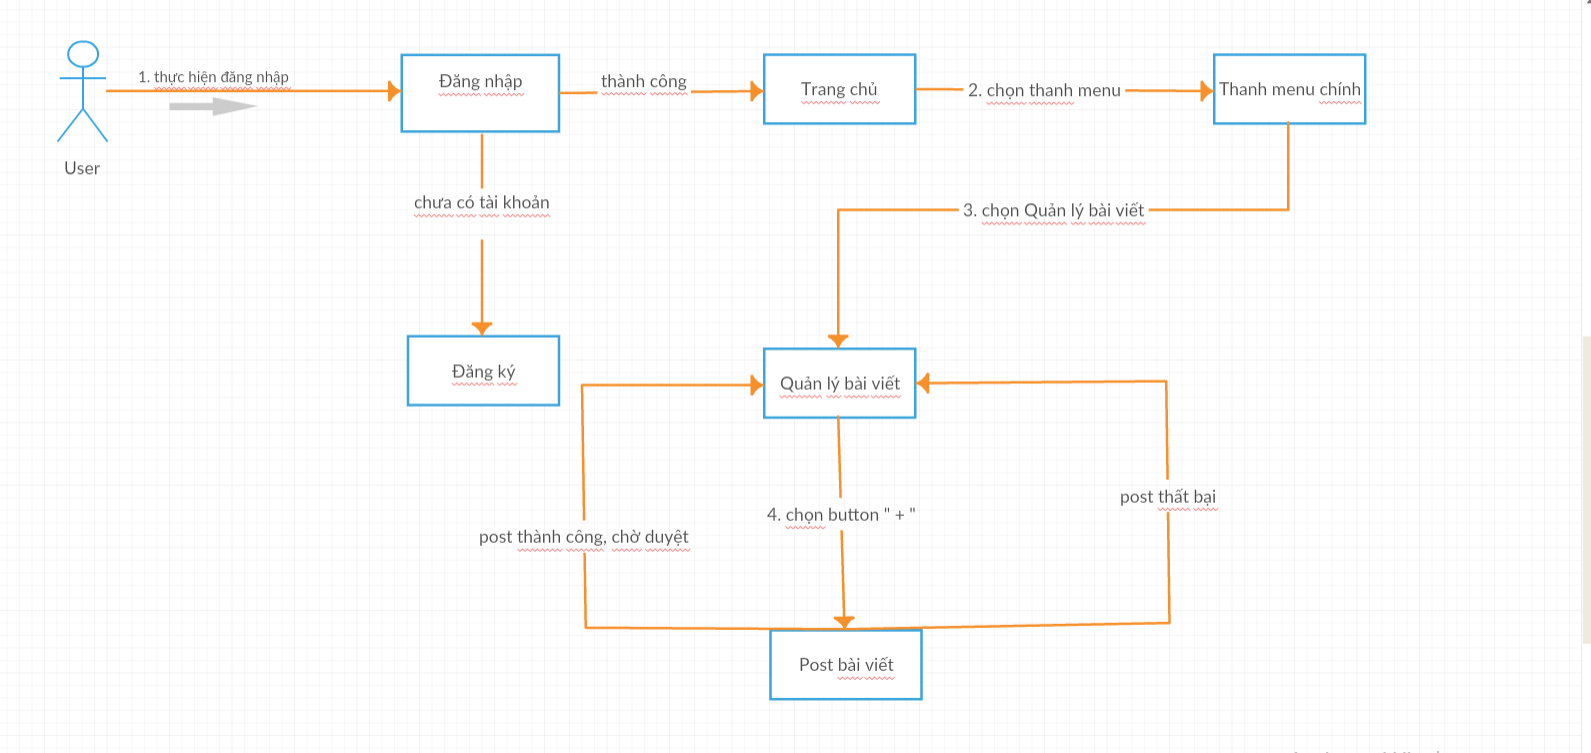 1. thực hiện đăng nhập
Đăng nhập
thành công
Trang chủ
2. chọn thanh menu
Thanh menu chính
User
chưa có tài khoản
3. chọn Quản lý bài viết
Đăng ký
Quản lý bài viết
post thất bại
4. chọn button " + "
post thành công, chờ duyệt
Post bài viết